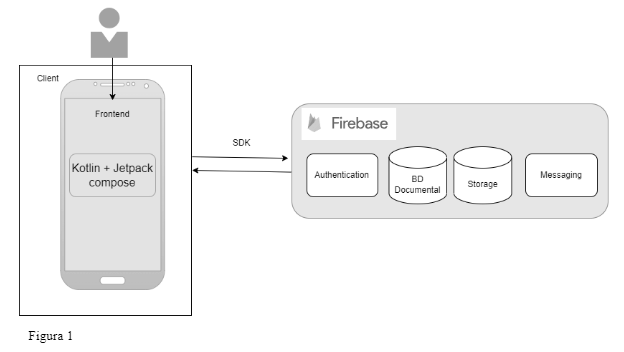 Client
Frontend
Kotlin + Jetpack
compose
SDK
Firebase
Authentication
BD
Documental
Storage
Messaging
Figura 1